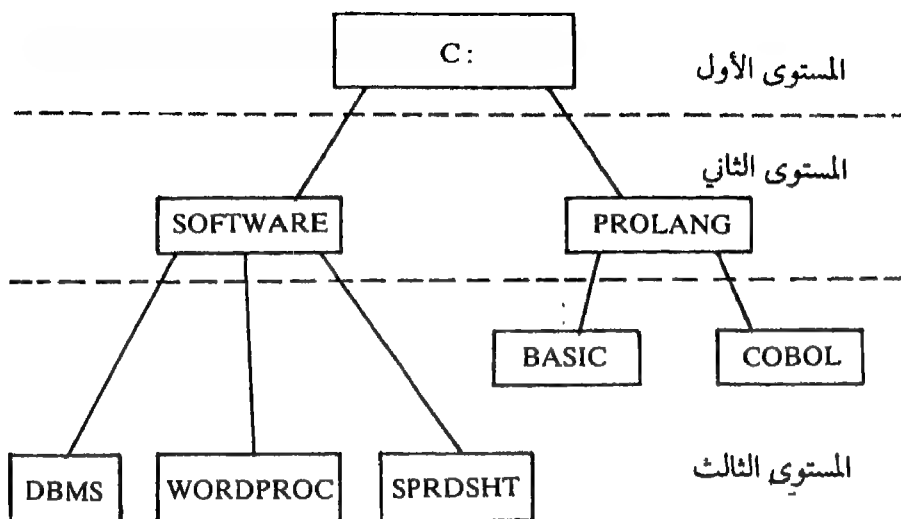 C:
المستوى الأول
المستوى الثاني
SOFTWARE
PROLANG
BASIC
COBOL
المستوى الثالث
DBMS
WORDPROC
SPRDSHT